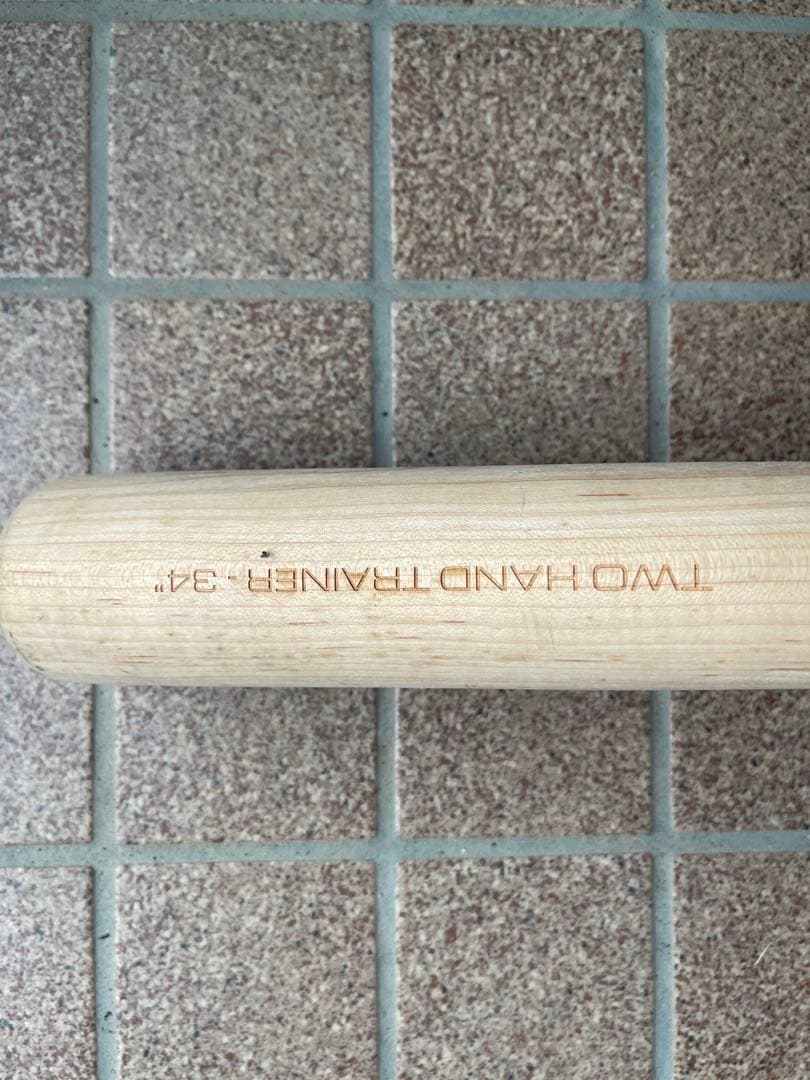 TWO HAND TRAINER - 34"